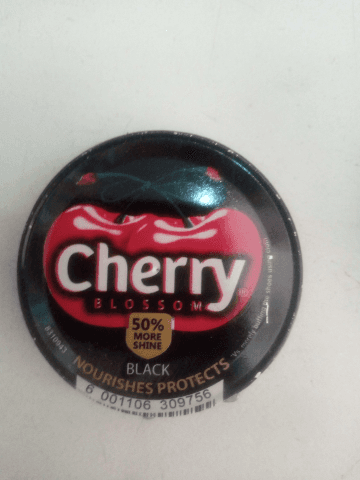 Cherry®
BLOSSOM
50%
MORE
SHINE
BLACK
NOURISHES PROTECTS
6 001106 309756